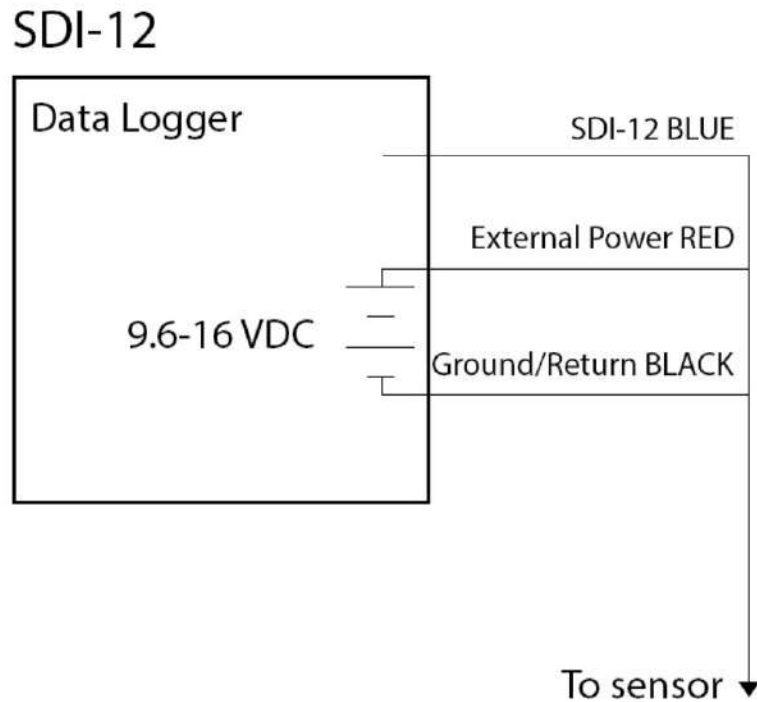 SDI-12
Data Logger
SDI-12 BLUE
External Power RED
9.6-16 VDC
Ground/Return BLACK
To sensor